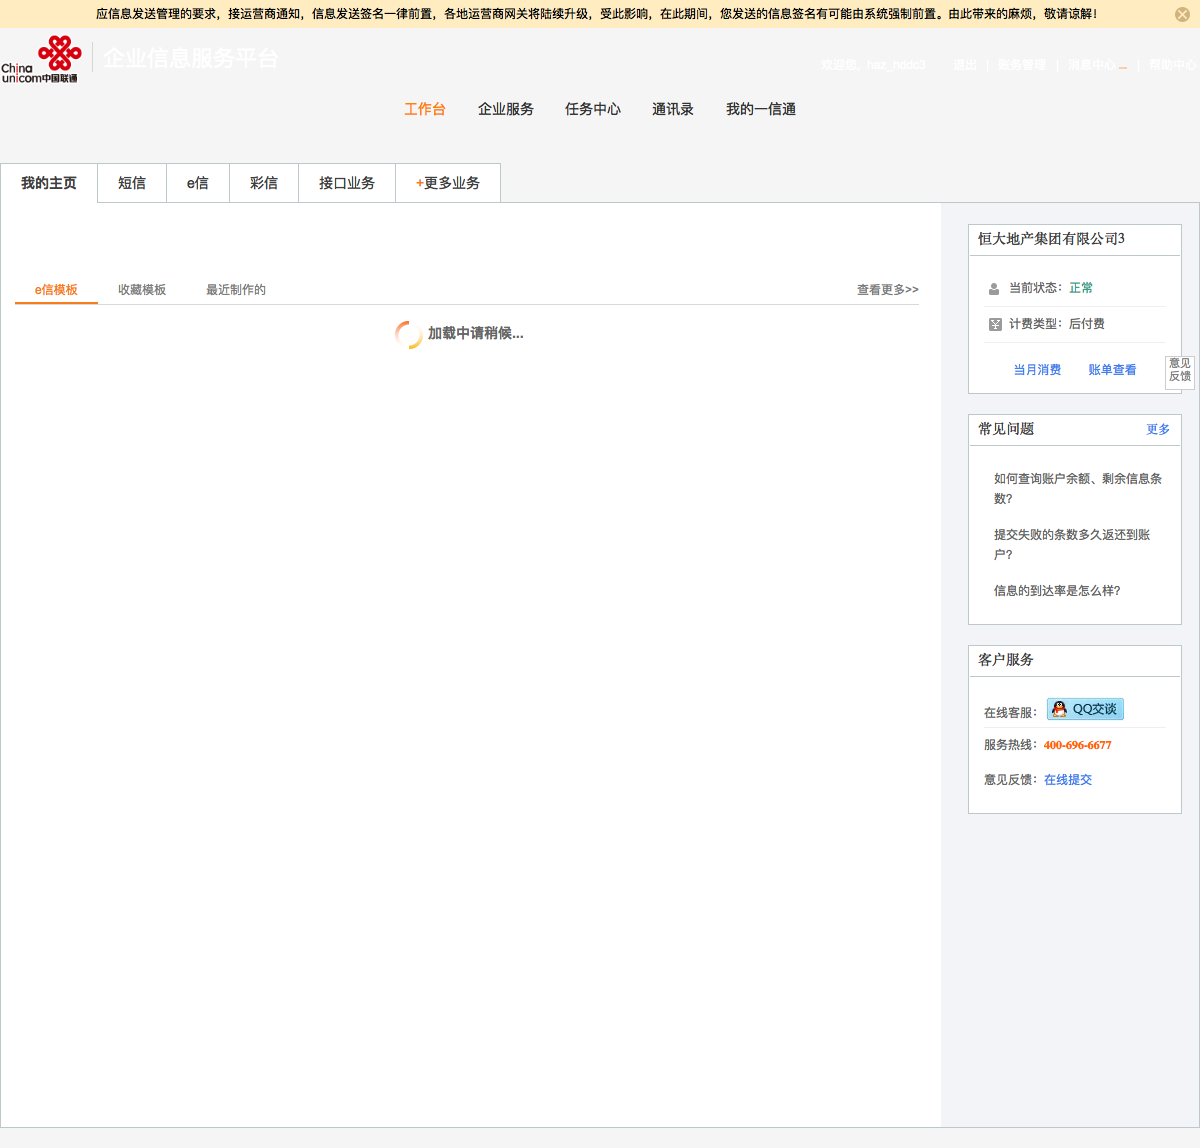 应信息发送管理的要求，接运营商通知，信息发送签名一律前置，各地运营商网关将陆续升级，受此影响，在此期间，您发送的信息签名有可能由系统强制前置。由此带来的麻烦，敬请谅解！
China
unicom中国联通
企业信息服务平台
退出 | 账务管理 | 消息中心 | 帮助中心
工作台 企业服务 任务中心 通讯录 我的一信通
我的主页 短信 e信 彩信 接口业务 +更多业务
e信模板 收藏模板 最近制作的 查看更多>>
加载中请稍候...
恒大地产集团有限公司3
当前状态：正常
计费类型：后付费
当月消费 账单查看
意见
反馈
常见问题 更多
如何查询账户余额、剩余信息条
数?
提交失败的条数多久返还到账
户?
信息的到达率是怎么样?
客户服务
在线客服： QQ交谈
服务热线：400-696-6677
意见反馈：在线提交